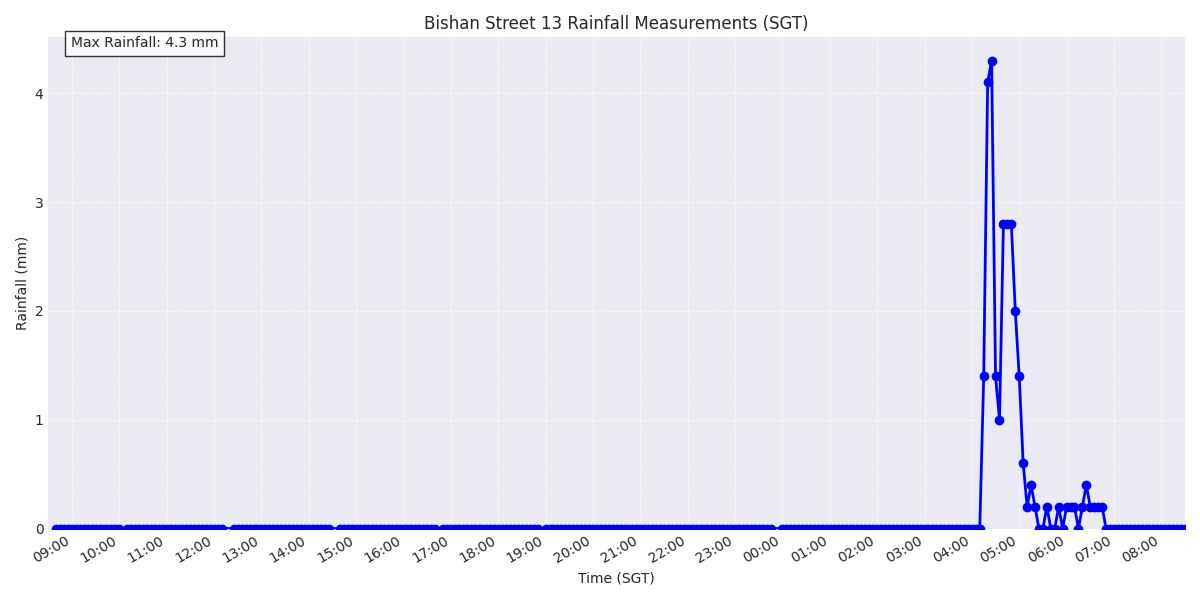 Bishan Street 13 Rainfall Measurements (SGT)
Max Rainfall: 4.3 mm
Rainfall (mm)
4
3
2
1
0
09:00 10:00 11:00 12:00 13:00 14:00 15:00 16:00 17:00 18:00 19:00 20:00 21:00 22:00 23:00 00:00 01:00 02:00 03:00 04:00 05:00 06:00 07:00 08:00
Time (SGT)